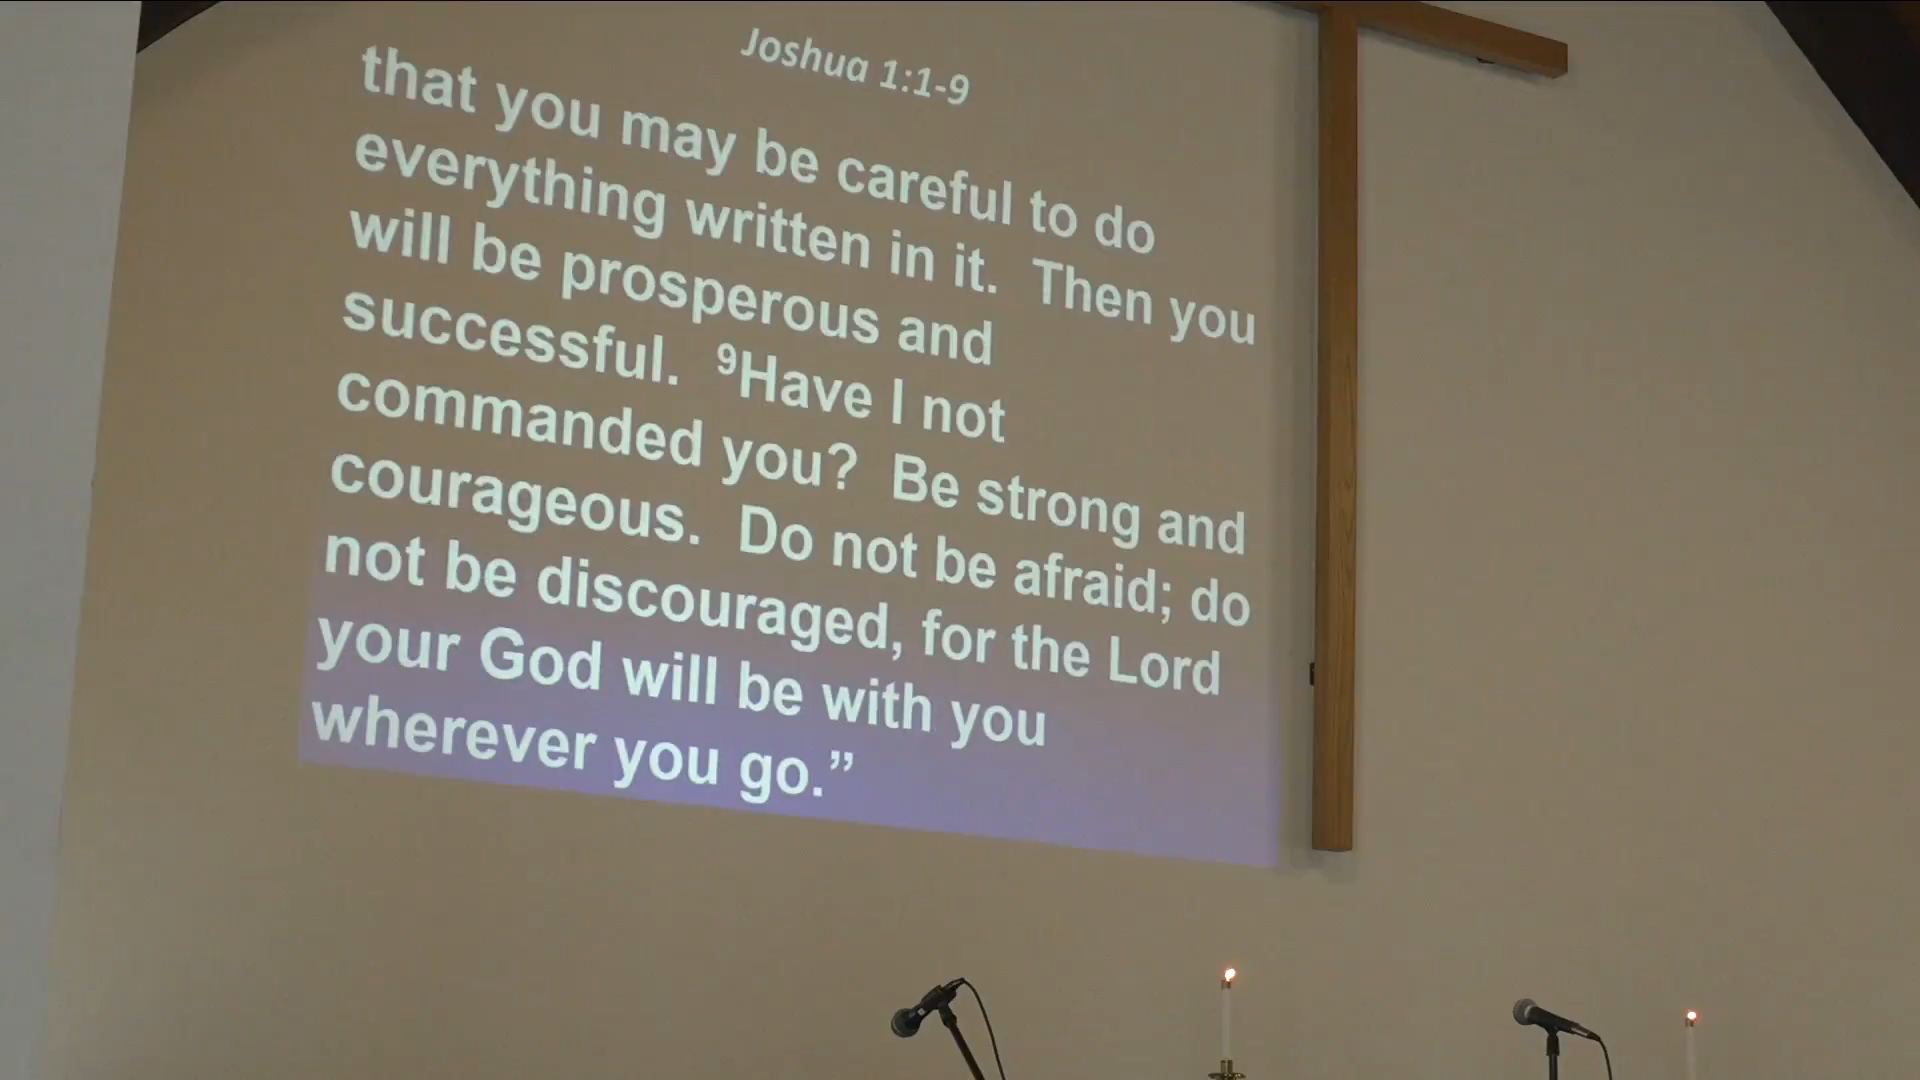 Joshua 1:1-9
that you may be careful to do
everything written in it. Then you
will be prosperous and
successful. ⁹Have I not
commanded you? Be strong and
courageous. Do not be afraid; do
not be discouraged, for the Lord
your God will be with you
wherever you go.”